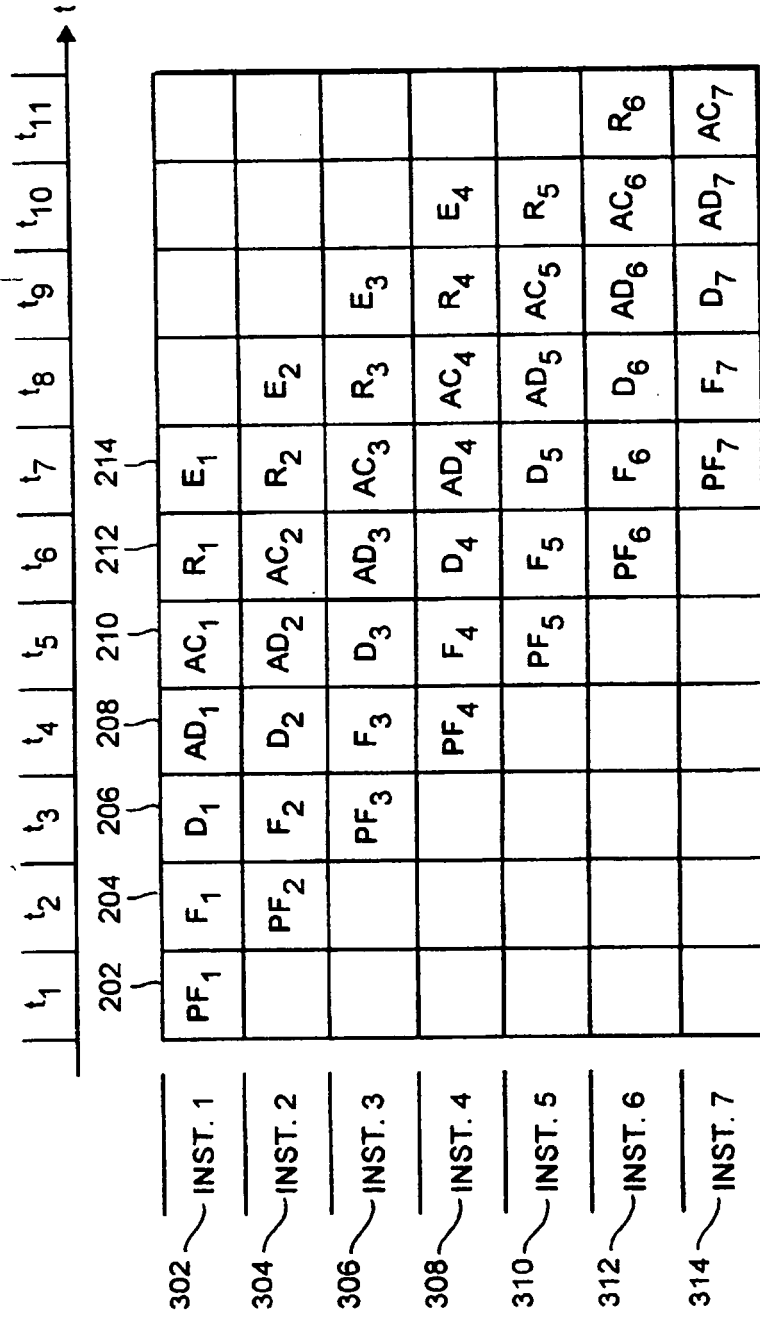 t1 t2 t3 t4 t5 t6 t7 t8 t9 t10 t11 t
202 204 206 208 210 212 214
302 INST. 1 PF1 F1 D1 AD1 AC1 R1 E1
304 INST. 2 PF2 F2 D2 AD2 AC2 R2 E2
306 INST. 3 PF3 F3 D3 AD3 AC3 R3 E3
308 INST. 4 PF4 F4 D4 AD4 AC4 R4 E4
310 INST. 5 PF5 F5 D5 AD5 AC5 R5
312 INST. 6 PF6 F6 D6 AD6 AC6 R6
314 INST. 7 PF7 F7 D7 AD7 AC7